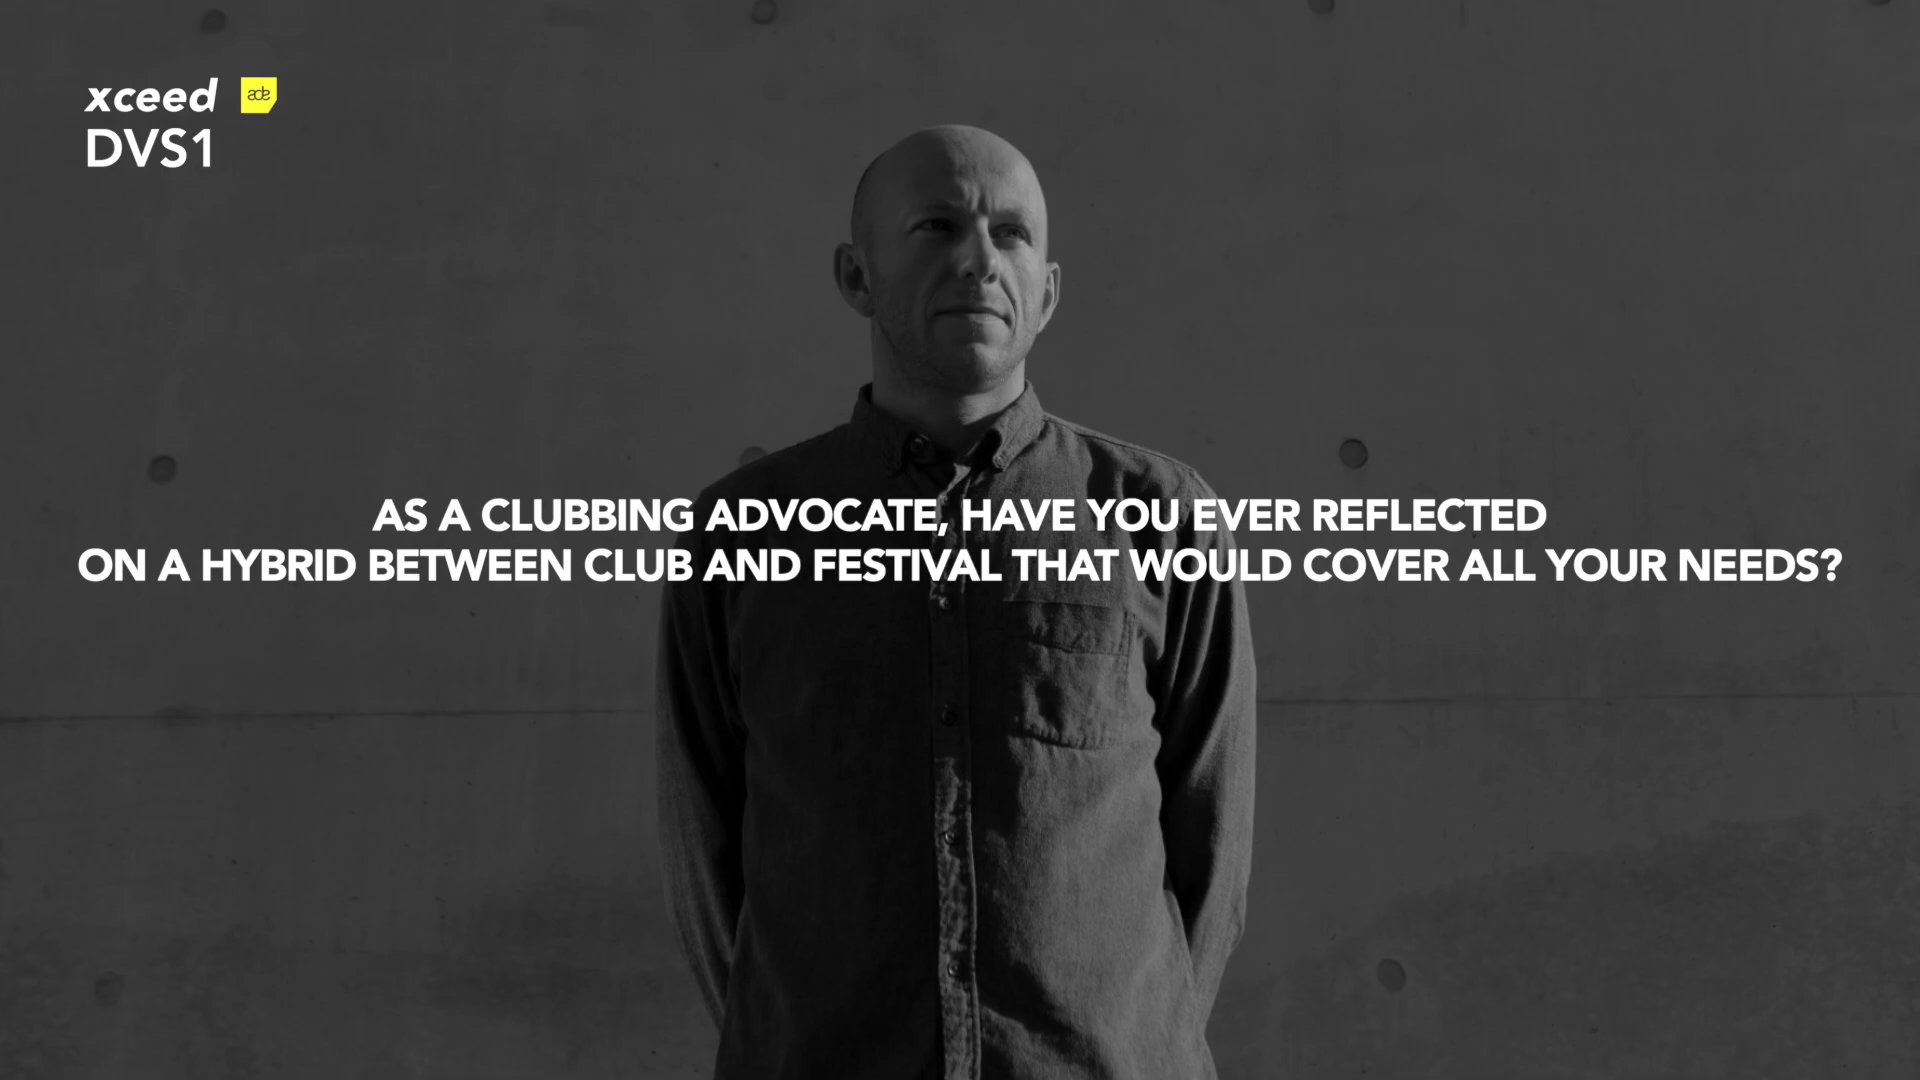 xceed ade
DVS1
AS A CLUBBING ADVOCATE, HAVE YOU EVER REFLECTED
ON A HYBRID BETWEEN CLUB AND FESTIVAL THAT WOULD COVER ALL YOUR NEEDS?